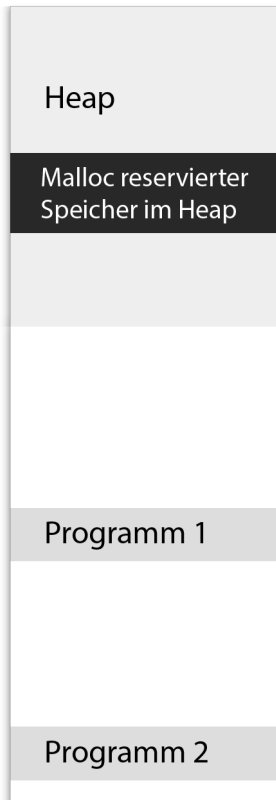 Heap
Malloc reservierter
Speicher im Heap
Programm 1
Programm 2